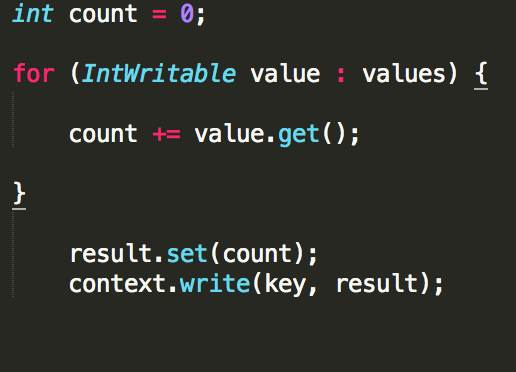 int count = 0;
for (IntWritable value : values) {
count += value.get();
}
result.set(count);
context.write(key, result);